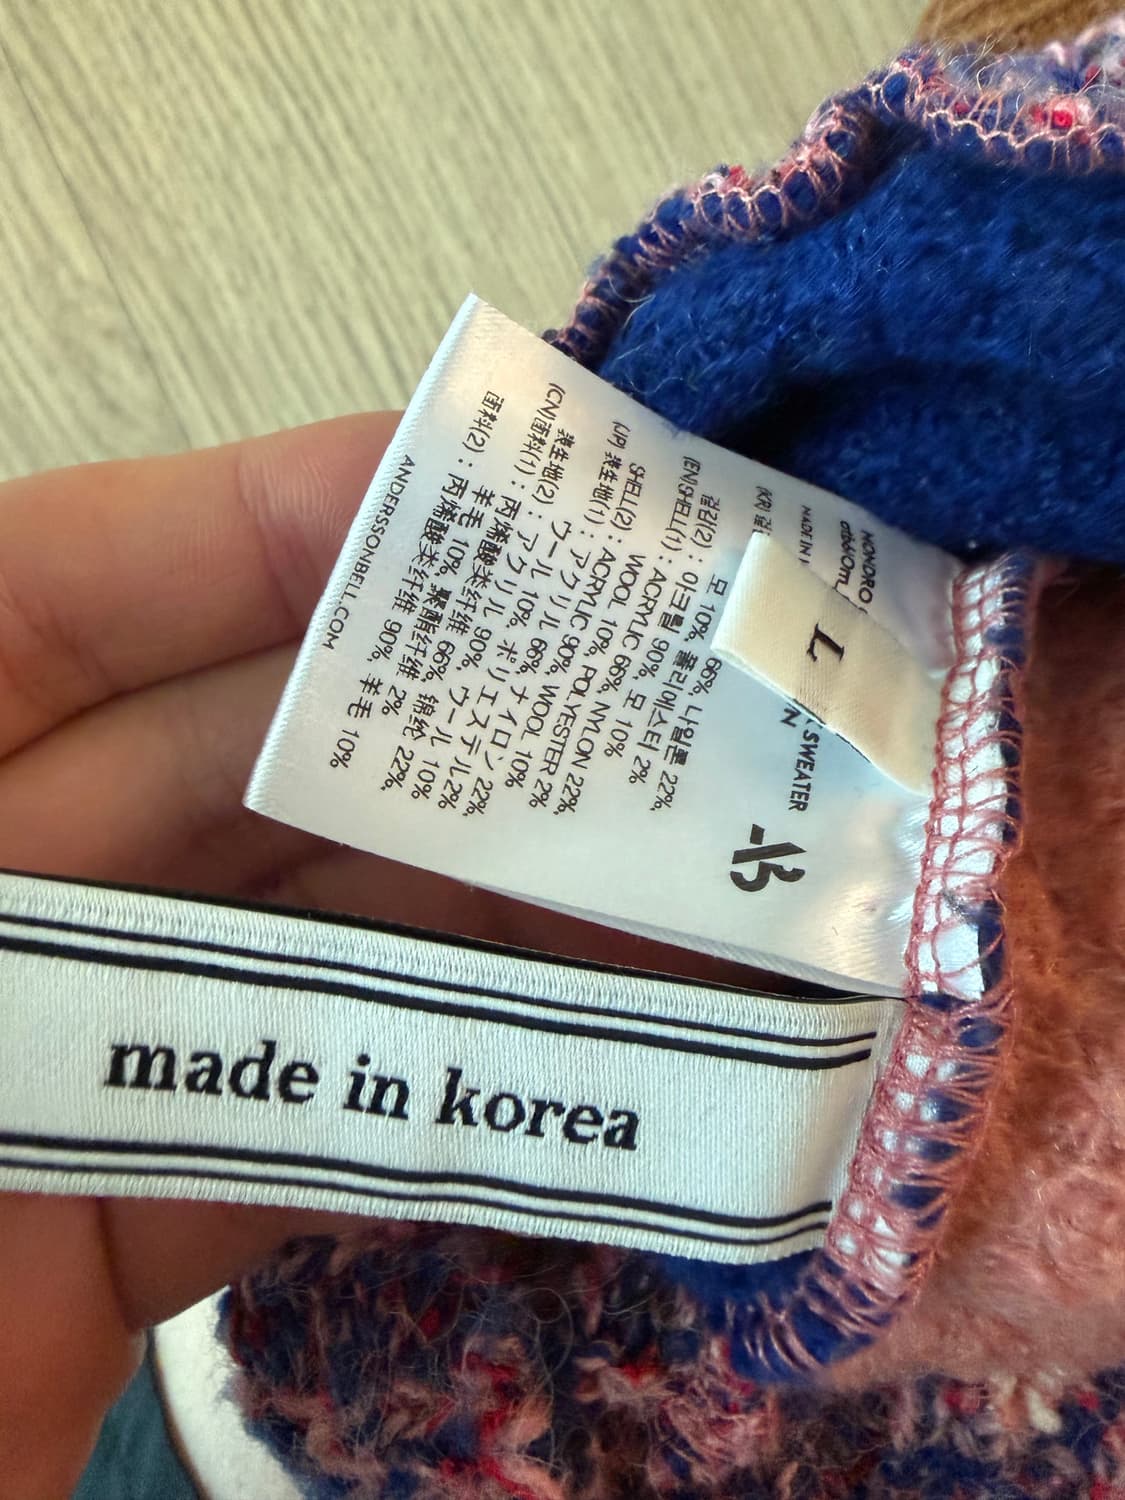 MONDRO
SWEATER
MADE IN
(KR) 66%, 나일론 22%,
모 10%, 폴리에스터 2%
겉감(2) : 아크릴 90%, 모 10%
(EN) SHELL(1) : ACRYLIC 66%, NYLON 22%,
WOOL 10%, POLYESTER 2%
SHELL(2) : ACRYLIC 90%, WOOL 10%
(JP) 表生地(1) : アクリル 66%, ナイロン 22%,
ウール 10%, ポリエステル 2%
表生地(2) : アクリル 90%, ウール 10%
(CN) 面料(1) : 丙烯酸类纤维 66%, 锦纶 22%,
羊毛 10%, 聚酯纤维 2%
面料(2) : 丙烯酸类纤维 90%, 羊毛 10%
ANDERSSONBELL.COM
L
made in korea